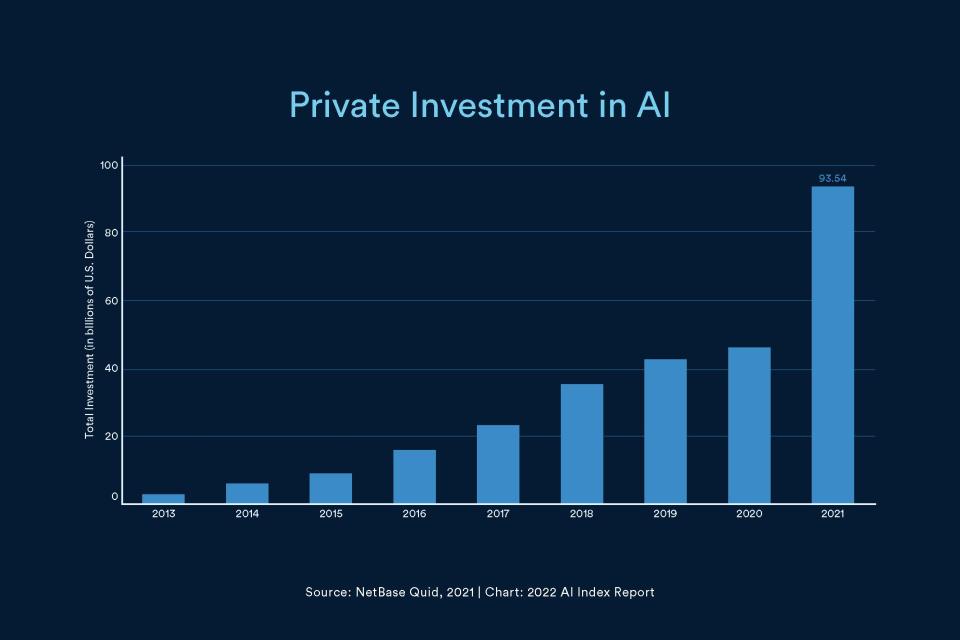 Private Investment in AI
Total Investment (in billions of U.S. Dollars)
100
80
60
40
20
0
93.54
2013 2014 2015 2016 2017 2018 2019 2020 2021
Source: NetBase Quid, 2021 | Chart: 2022 AI Index Report